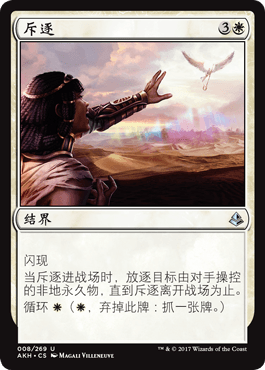 斥逐 3
结界
闪现
当斥逐进战场时，放逐目标由对手操控
的非地永久物，直到斥逐离开战场为止。
循环（，弃掉此牌：抓一张牌。）
008/269 U
AKH • CS MAGALI VILLENEUVE
™ & © 2017 Wizards of the Coast